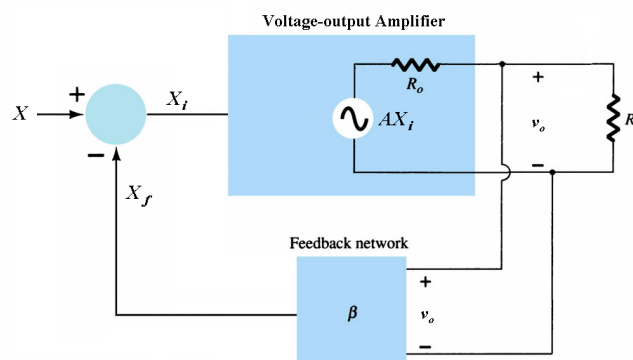 Voltage-output Amplifier
+
R_o
X
X_i
AX_i
+
v_o
−
R
−
X_f
Feedback network
+
β
v_o
−